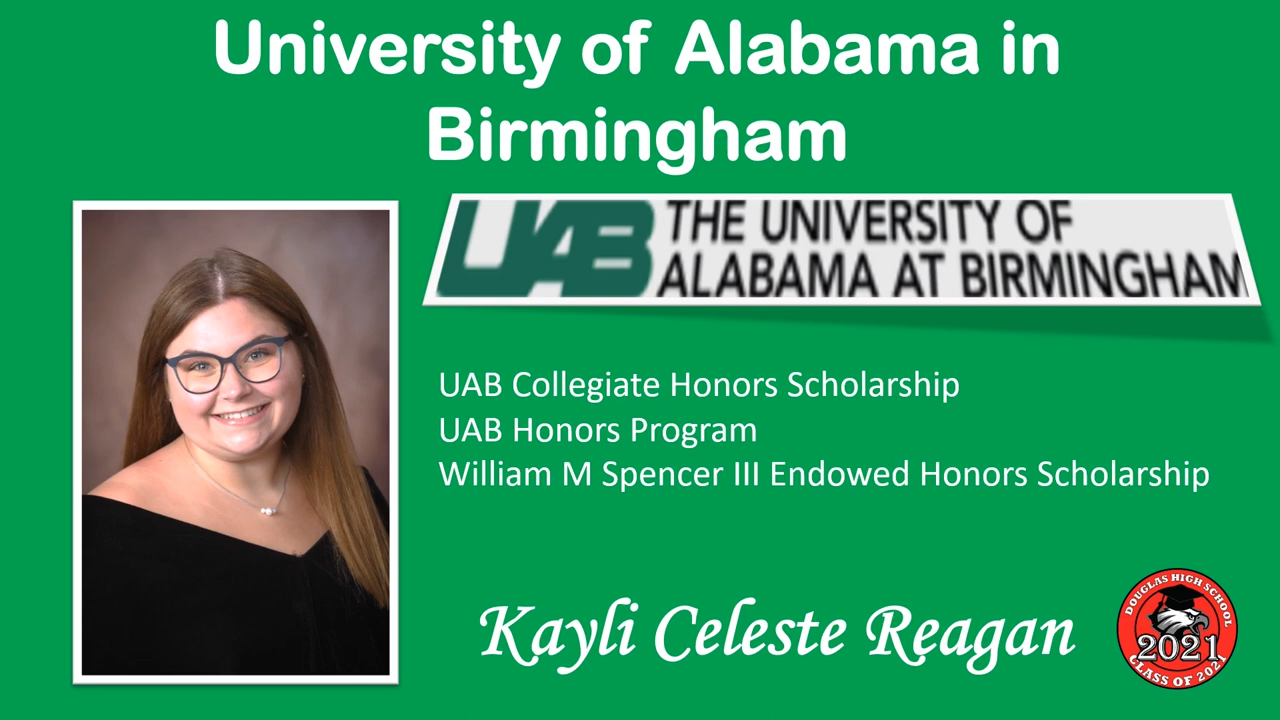 University of Alabama in
Birmingham
UAB
THE UNIVERSITY OF
ALABAMA AT BIRMINGHAM
UAB Collegiate Honors Scholarship
UAB Honors Program
William M Spencer III Endowed Honors Scholarship
Kayli Celeste Reagan
DOUGLAS HIGH SCHOOL
2021
CLASS OF 2021